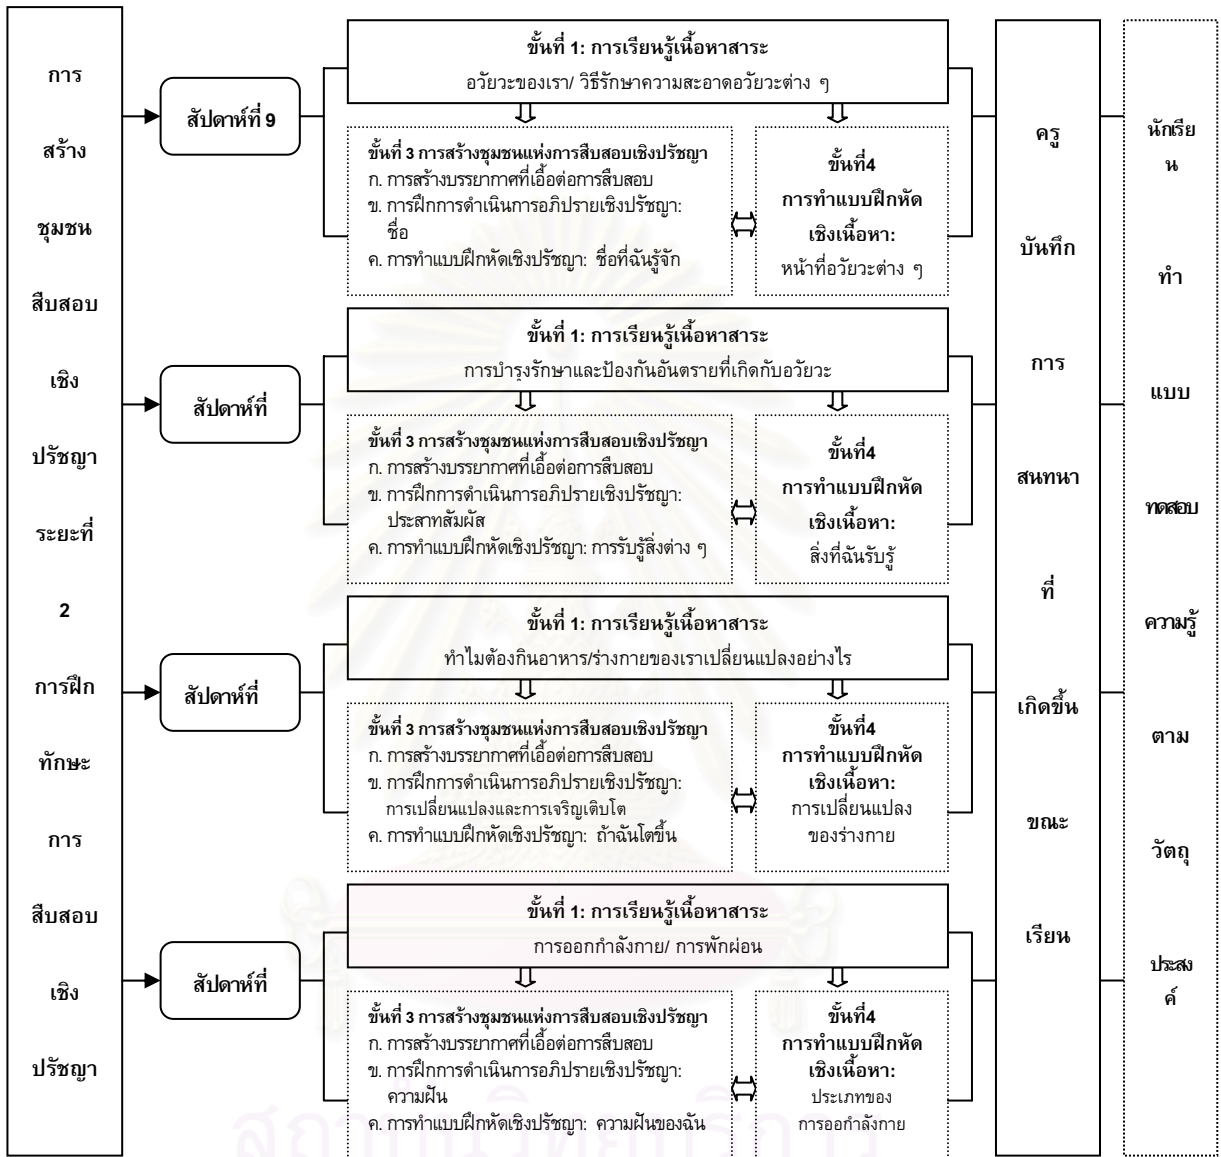 การ
สร้าง
ชุมชน
สืบสอบ
เชิง
ปรัชญา
ระยะที่
2
การฝึก
ทักษะ
การ
สืบสอบ
เชิง
ปรัชญา
สัปดาห์ที่ 9
ขั้นที่ 1: การเรียนรู้เนื้อหาสาระ
อวัยวะของเรา/ วิธีรักษาความสะอาดอวัยวะต่าง ๆ
ขั้นที่ 3 การสร้างชุมชนแห่งการสืบสอบเชิงปรัชญา
ก. การสร้างบรรยากาศที่เอื้อต่อการสืบสอบ
ข. การฝึกการดำเนินการอภิปรายเชิงปรัชญา:
ชื่อ
ค. การทำแบบฝึกหัดเชิงปรัชญา: ชื่อที่ฉันรู้จัก
ขั้นที่4
การทำแบบฝึกหัด
เชิงเนื้อหา:
หน้าที่อวัยวะต่าง ๆ
สัปดาห์ที่
ขั้นที่ 1: การเรียนรู้เนื้อหาสาระ
การบำรุงรักษาและป้องกันอันตรายที่เกิดกับอวัยวะ
ขั้นที่ 3 การสร้างชุมชนแห่งการสืบสอบเชิงปรัชญา
ก. การสร้างบรรยากาศที่เอื้อต่อการสืบสอบ
ข. การฝึกการดำเนินการอภิปรายเชิงปรัชญา:
ประสาทสัมผัส
ค. การทำแบบฝึกหัดเชิงปรัชญา: การรับรู้สิ่งต่าง ๆ
ขั้นที่4
การทำแบบฝึกหัด
เชิงเนื้อหา:
สิ่งที่ฉันรับรู้
สัปดาห์ที่
ขั้นที่ 1: การเรียนรู้เนื้อหาสาระ
ทำไมต้องกินอาหาร/ร่างกายของเราเปลี่ยนแปลงอย่างไร
ขั้นที่ 3 การสร้างชุมชนแห่งการสืบสอบเชิงปรัชญา
ก. การสร้างบรรยากาศที่เอื้อต่อการสืบสอบ
ข. การฝึกการดำเนินการอภิปรายเชิงปรัชญา:
การเปลี่ยนแปลงและการเจริญเติบโต
ค. การทำแบบฝึกหัดเชิงปรัชญา: ถ้าฉันโตขึ้น
ขั้นที่4
การทำแบบฝึกหัด
เชิงเนื้อหา:
การเปลี่ยนแปลง
ของร่างกาย
สัปดาห์ที่
ขั้นที่ 1: การเรียนรู้เนื้อหาสาระ
การออกกำลังกาย/ การพักผ่อน
ขั้นที่ 3 การสร้างชุมชนแห่งการสืบสอบเชิงปรัชญา
ก. การสร้างบรรยากาศที่เอื้อต่อการสืบสอบ
ข. การฝึกการดำเนินการอภิปรายเชิงปรัชญา:
ความฝัน
ค. การทำแบบฝึกหัดเชิงปรัชญา: ความฝันของฉัน
ขั้นที่4
การทำแบบฝึกหัด
เชิงเนื้อหา:
ประเภทของ
การออกำลังกาย
ครู
บันทึก
การ
สนทนา
ที่
เกิดขึ้น
ขณะ
เรียน
นักเรีย
น
ทำ
แบบ
ทดสอบ
ความรู้
ตาม
วัตถุ
ประสง
ค์
สถาบันวิทยบริการ